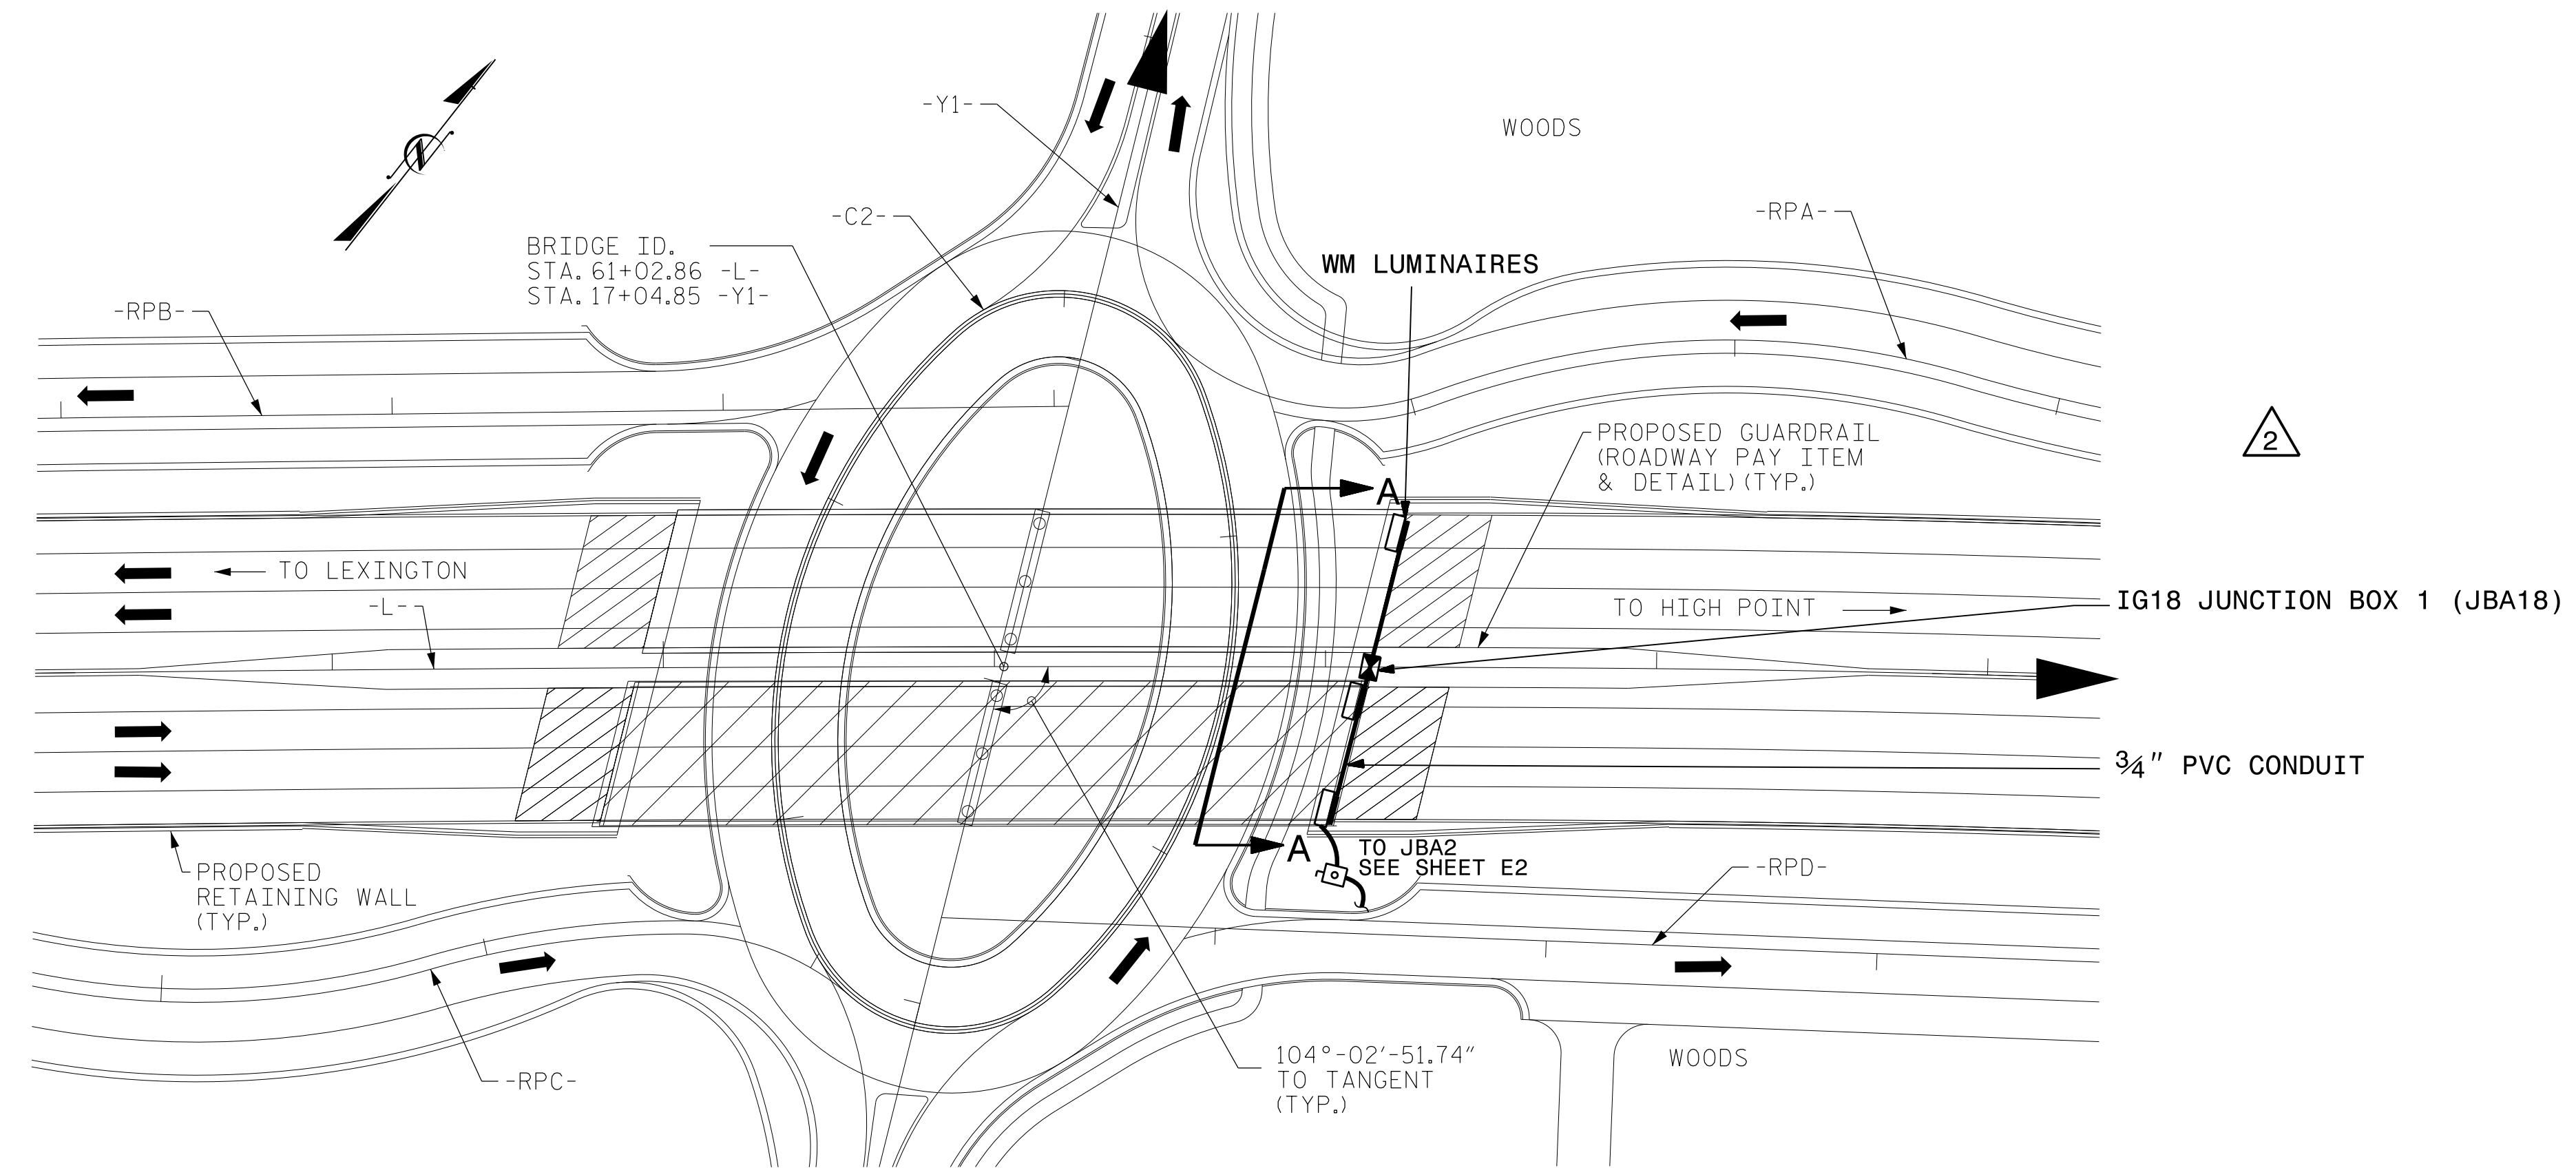 -Y1-
WOODS
-C2-
-RPA-
BRIDGE ID.
STA. 61+02.86 -L-
STA. 17+04.85 -Y1-
WM LUMINAIRES
-RPB-
N
PROPOSED GUARDRAIL
(ROADWAY PAY ITEM
& DETAIL) (TYP.)
2
A
TO LEXINGTON
-L-
TO HIGH POINT
IG18 JUNCTION BOX 1 (JBA18)
¾" PVC CONDUIT
A
TO JBA2
SEE SHEET E2
PROPOSED
RETAINING WALL
(TYP.)
-RPD-
-RPC-
104°-02'-51.74"
TO TANGENT
(TYP.)
WOODS